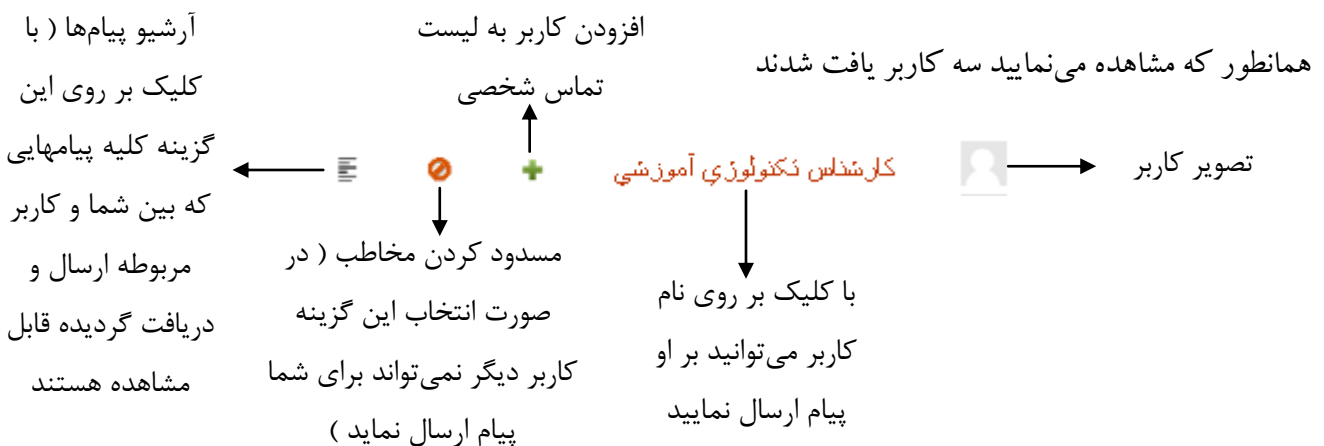 همانطور که مشاهده می‌نمایید سه کاربر یافت شدند
تصویر کاربر
کارشناس تکنولوژي آموزشي
با کلیک بر روی نام
کاربر می‌توانید بر او
پیام ارسال نمایید
افزودن کاربر به لیست
تماس شخصی
مسدود کردن مخاطب ( در
صورت انتخاب این گزینه
کاربر دیگر نمی‌تواند برای شما
پیام ارسال نماید )
آرشیو پیام‌ها ( با
کلیک بر روی این
گزینه کلیه پیامهایی
که بین شما و کاربر
مربوطه ارسال و
دریافت گردیده قابل
مشاهده هستند